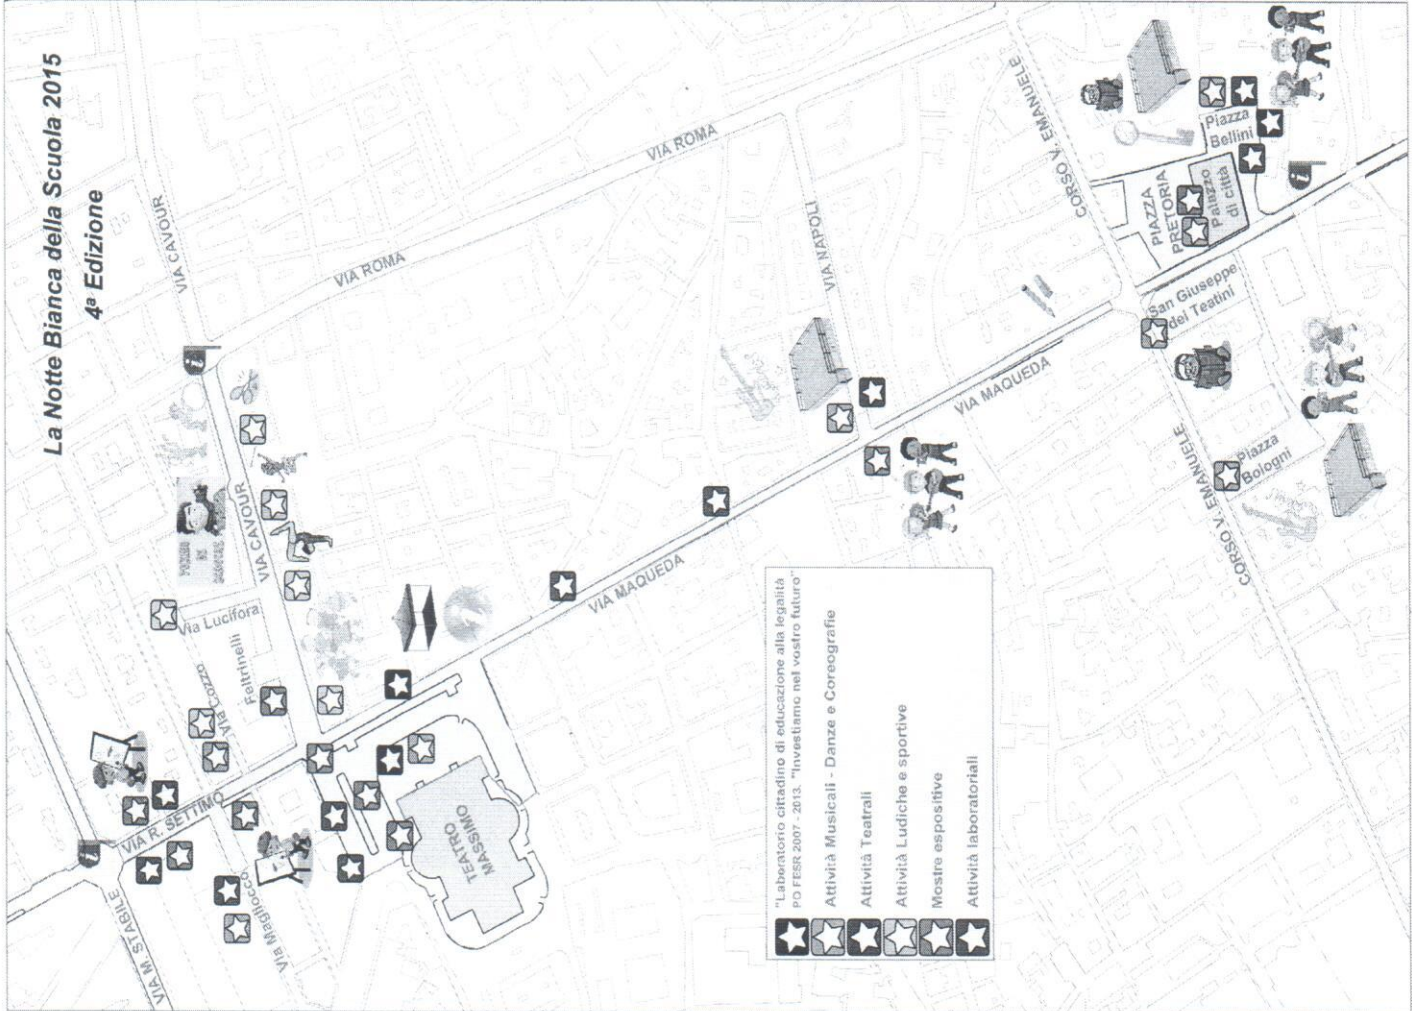 La Notte Bianca della Scuola 2015
4ª Edizione
VIA CAVOUR
VIA ROMA
VIA ROMA
CORSO V. EMANUELE
Piazza
Bellini
PIAZZA
PRETORIA
Palazzo
di città
VIA NAPOLI
San Giuseppe
dei Teatini
VIA CAVOUR
VIA MAQUEDA
CORSO V. EMANUELE
Piazza
Bologni
Via Lucifora
Feltrinelli
Via Cozzo
VIA MAQUEDA
VIA R. SETTIMO
VIA M. STABILE
Via Magliocco
TEATRO
MASSIMO
"Laboratorio cittadino di educazione alla legalità
PO FESR 2007 - 2013. "Investiamo nel vostro futuro"
Attività Musicali - Danze e Coreografie
Attività Teatrali
Attività Ludiche e sportive
Mostre espositive
Attività laboratoriali